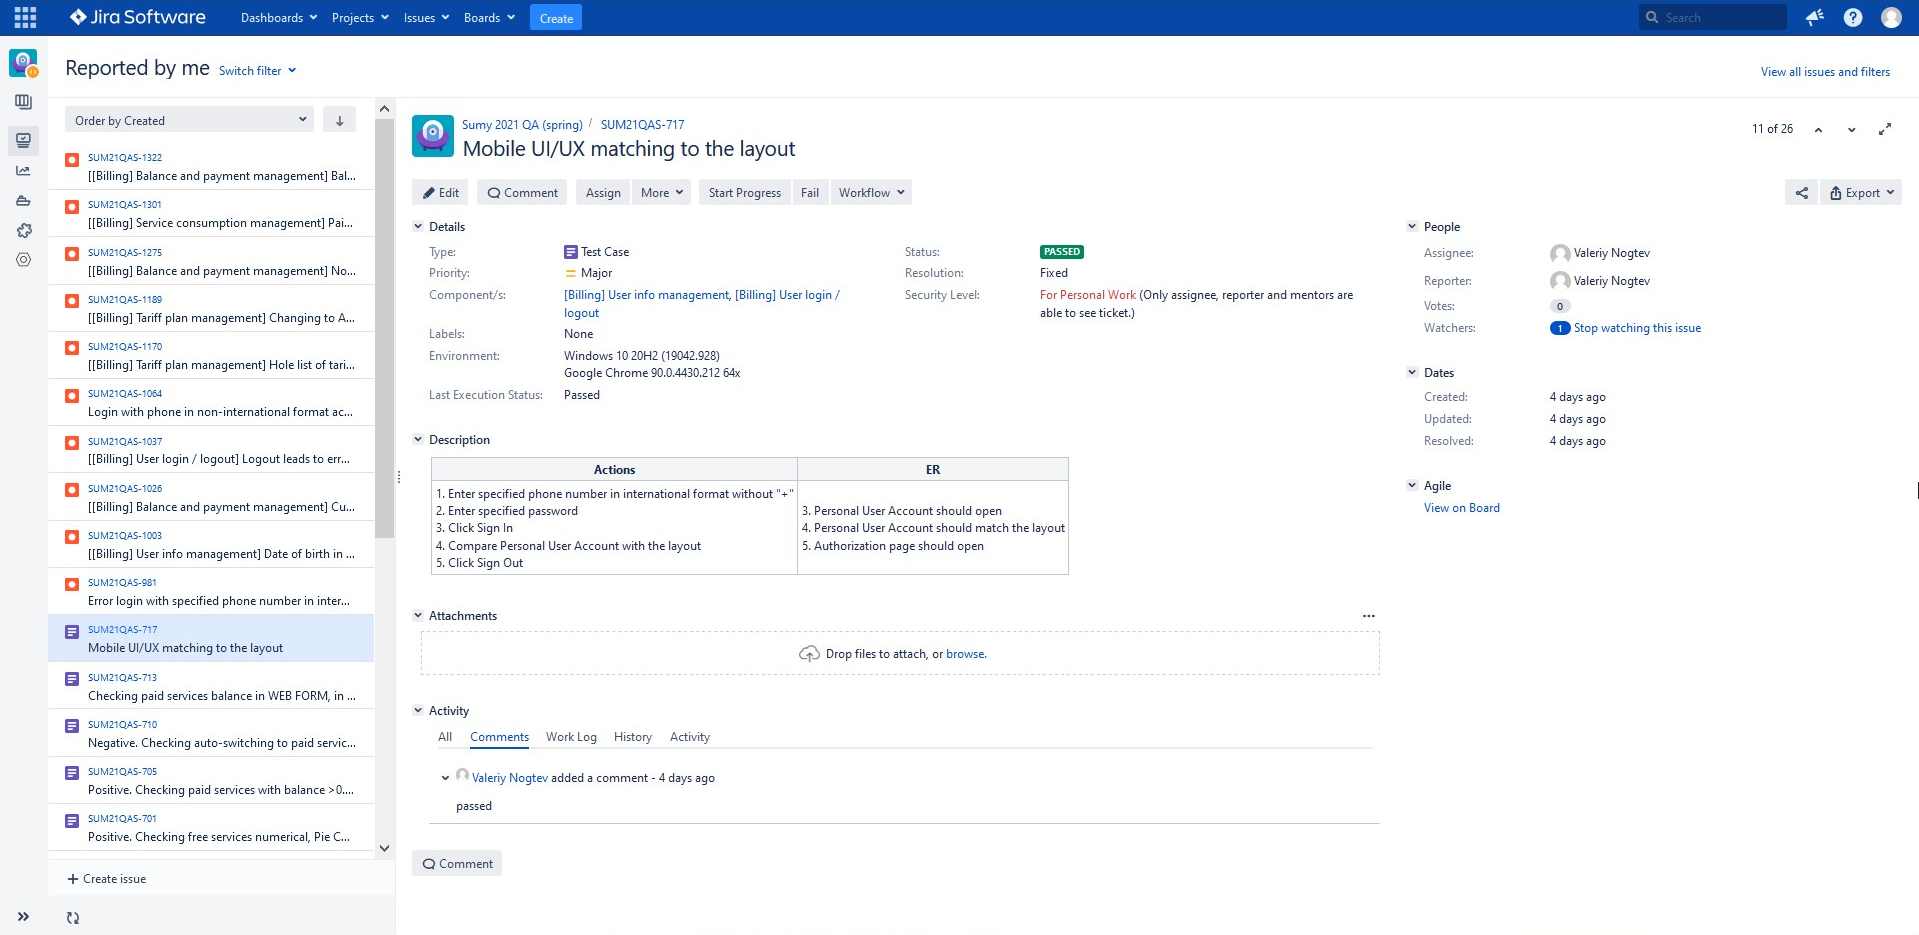 Jira Software
Dashboards
Projects
Issues
Boards
Create
Search
Reported by me
Switch filter
View all issues and filters
Order by Created
SUM21QAS-1322
[[Billing] Balance and payment management] Bal...
SUM21QAS-1301
[[Billing] Service consumption management] Pai...
SUM21QAS-1275
[[Billing] Balance and payment management] No...
SUM21QAS-1189
[[Billing] Tariff plan management] Changing to A...
SUM21QAS-1170
[[Billing] Tariff plan management] Hole list of tari...
SUM21QAS-1064
Login with phone in non-international format ac...
SUM21QAS-1037
[[Billing] User login / logout] Logout leads to err...
SUM21QAS-1026
[[Billing] Balance and payment management] Cu...
SUM21QAS-1003
[[Billing] User info management] Date of birth in ...
SUM21QAS-981
Error login with specified phone number in inter...
SUM21QAS-717
Mobile UI/UX matching to the layout
SUM21QAS-713
Checking paid services balance in WEB FORM, in ...
SUM21QAS-710
Negative. Checking auto-switching to paid servic...
SUM21QAS-705
Positive. Checking paid services with balance >0....
SUM21QAS-701
Positive. Checking free services numerical, Pie C...
+ Create issue
Sumy 2021 QA (spring) / SUM21QAS-717
Mobile UI/UX matching to the layout
11 of 26
Edit
Comment
Assign
More
Start Progress
Fail
Workflow
Export
Details
Type: Test Case
Status: PASSED
Priority: Major
Resolution: Fixed
Component/s: [Billing] User info management, [Billing] User login /
logout
Security Level: For Personal Work (Only assignee, reporter and mentors are
able to see ticket.)
Labels: None
Environment: Windows 10 20H2 (19042.928)
Google Chrome 90.0.4430.212 64x
Last Execution Status: Passed
Description
Actions
ER
1. Enter specified phone number in international format without "+"
2. Enter specified password
3. Click Sign In
4. Compare Personal User Account with the layout
5. Click Sign Out
3. Personal User Account should open
4. Personal User Account should match the layout
5. Authorization page should open
Attachments
Drop files to attach, or browse.
Activity
All
Comments
Work Log
History
Activity
Valeriy Nogtev added a comment - 4 days ago
passed
Comment
People
Assignee: Valeriy Nogtev
Reporter: Valeriy Nogtev
Votes: 0
Watchers: 1 Stop watching this issue
Dates
Created: 4 days ago
Updated: 4 days ago
Resolved: 4 days ago
Agile
View on Board